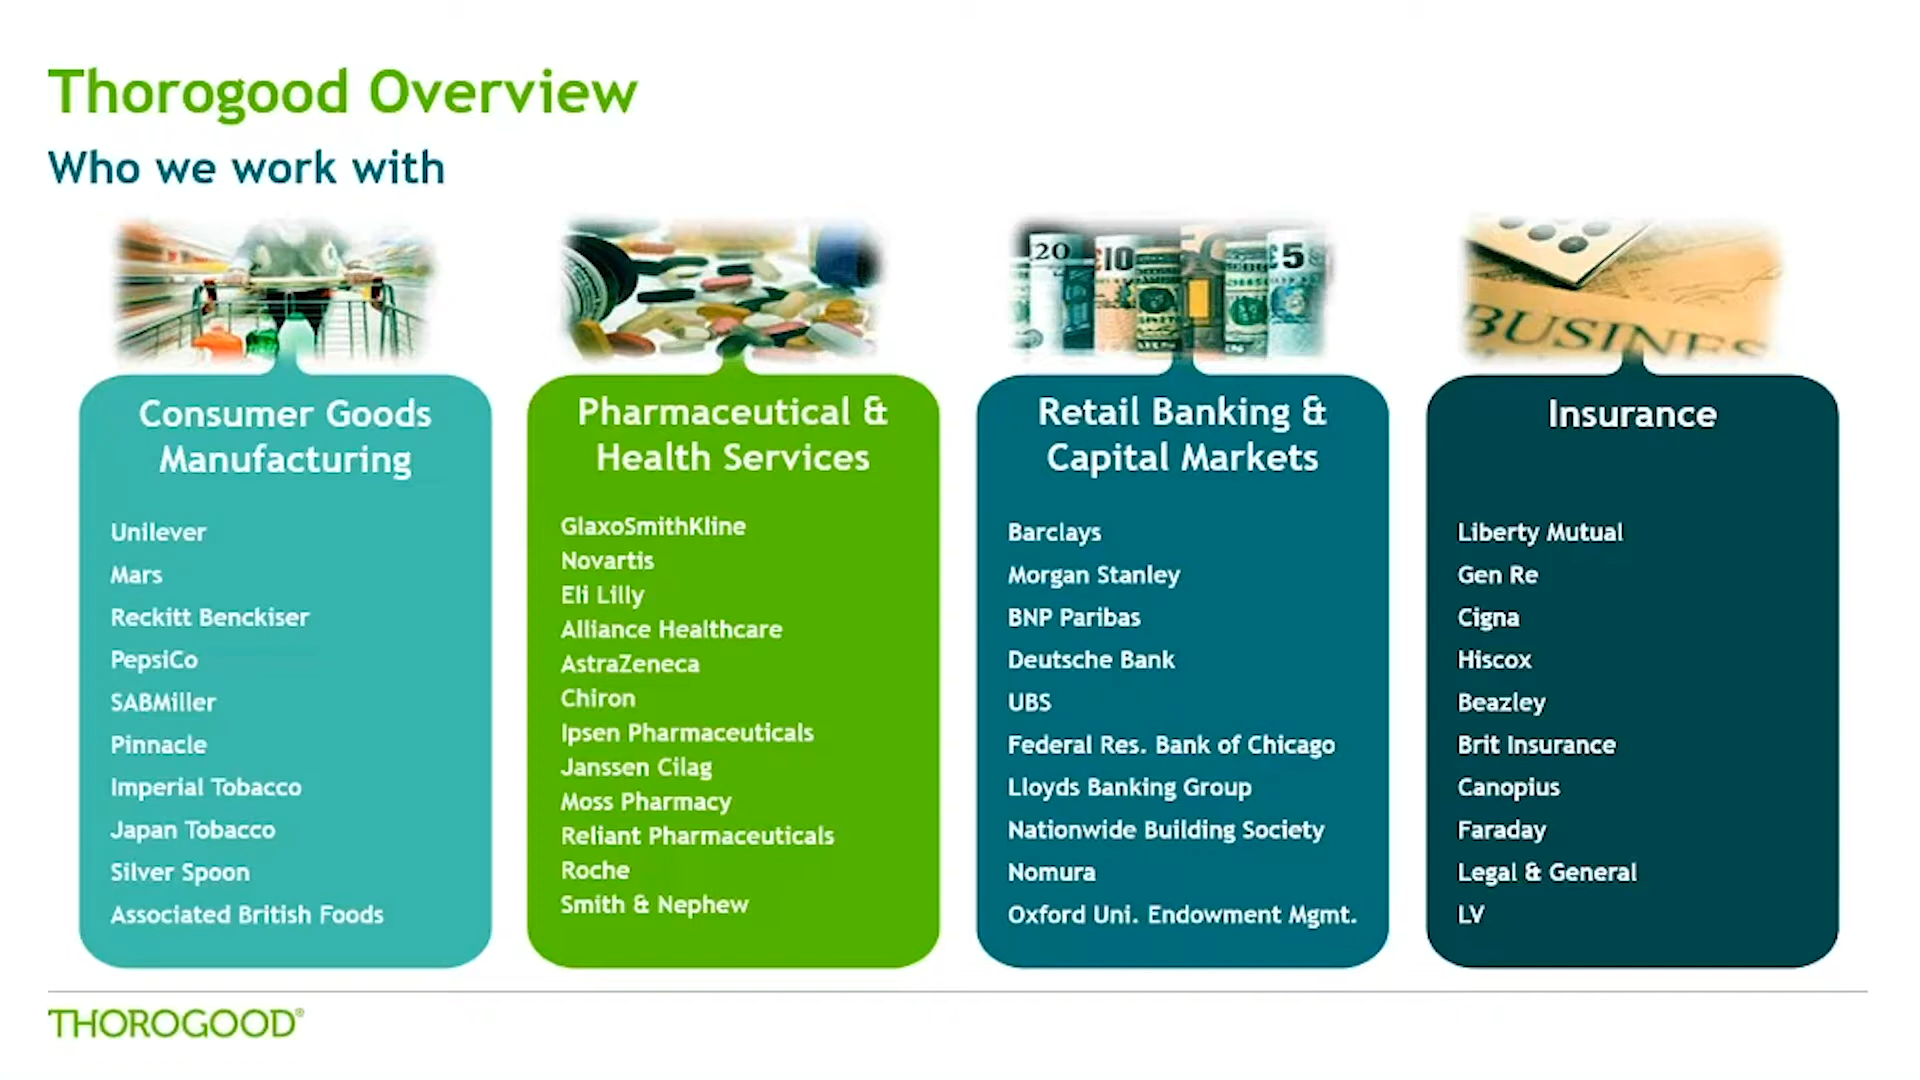 Thorogood Overview
Who we work with
20
£10
£5
BUSINES
Consumer Goods
Manufacturing
Unilever
Mars
Reckitt Benckiser
PepsiCo
SABMiller
Pinnacle
Imperial Tobacco
Japan Tobacco
Silver Spoon
Associated British Foods
Pharmaceutical &
Health Services
GlaxoSmithKline
Novartis
Eli Lilly
Alliance Healthcare
AstraZeneca
Chiron
Ipsen Pharmaceuticals
Janssen Cilag
Moss Pharmacy
Reliant Pharmaceuticals
Roche
Smith & Nephew
Retail Banking &
Capital Markets
Barclays
Morgan Stanley
BNP Paribas
Deutsche Bank
UBS
Federal Res. Bank of Chicago
Lloyds Banking Group
Nationwide Building Society
Nomura
Oxford Uni. Endowment Mgmt.
Insurance
Liberty Mutual
Gen Re
Cigna
Hiscox
Beazley
Brit Insurance
Canopius
Faraday
Legal & General
LV
THOROGOOD®